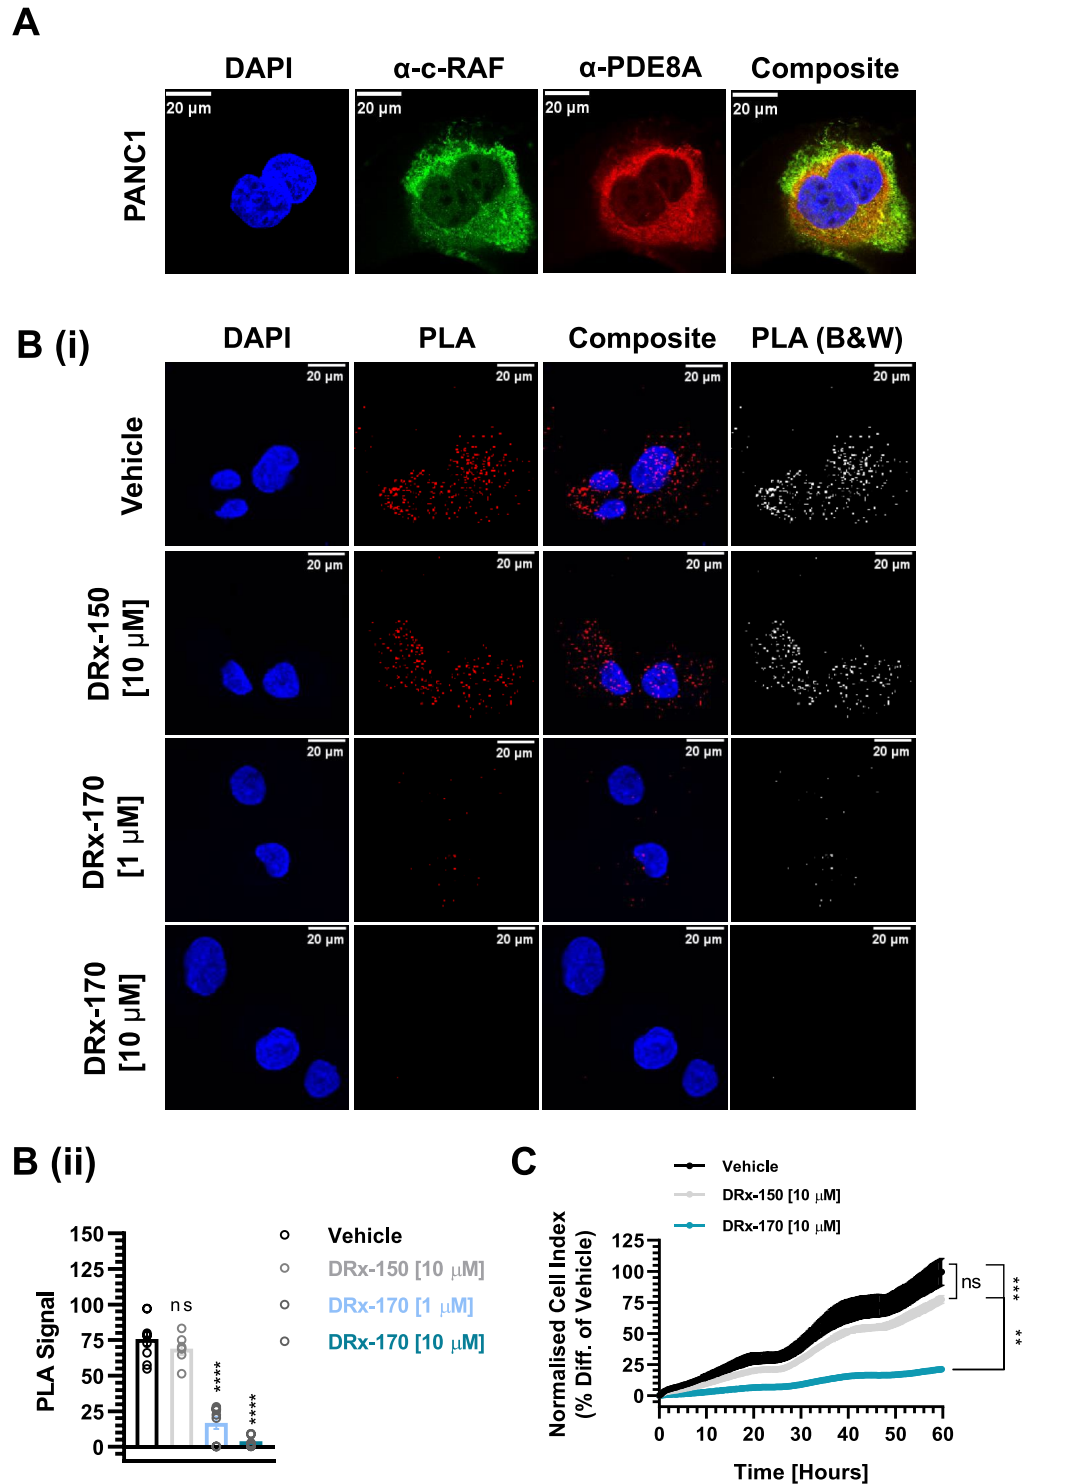 A
DAPI
α-c-RAF
α-PDE8A
Composite
PANC1
20 µm
20 µm
20 µm
20 µm
B (i)
DAPI
PLA
Composite
PLA (B&W)
Vehicle
20 µm
20 µm
20 µm
20 µm
DRx-150
[10 µM]
20 µm
20 µm
20 µm
20 µm
DRx-170
[1 µM]
20 µm
20 µm
20 µm
20 µm
DRx-170
[10 µM]
20 µm
20 µm
20 µm
20 µm
B (ii)
PLA Signal
150
125
100
75
50
25
0
ns
****
****
Vehicle
DRx-150 [10 µM]
DRx-170 [1 µM]
DRx-170 [10 µM]
C
Vehicle
DRx-150 [10 µM]
DRx-170 [10 µM]
Normalised Cell Index
(% Diff. of Vehicle)
125
100
75
50
25
0
0 10 20 30 40 50 60
Time [Hours]
ns
***
**